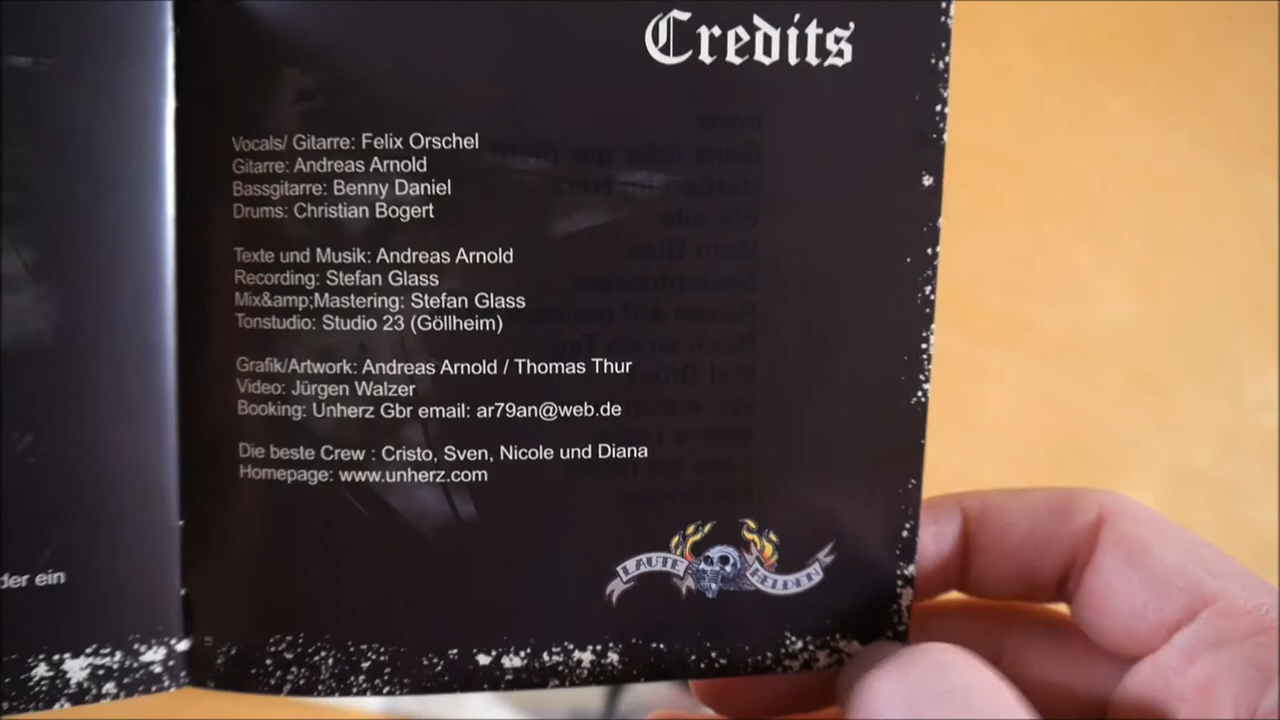 Credits
Vocals/ Gitarre: Felix Orschel
Gitarre: Andreas Arnold
Bassgitarre: Benny Daniel
Drums: Christian Bogert
Texte und Musik: Andreas Arnold
Recording: Stefan Glass
Mix&amp;Mastering: Stefan Glass
Tonstudio: Studio 23 (Göllheim)
Grafik/Artwork: Andreas Arnold / Thomas Thur
Video: Jürgen Walzer
Booking: Unherz Gbr email: ar79an@web.de
Die beste Crew : Cristo, Sven, Nicole und Diana
Homepage: www.unherz.com
LAUTE HELDEN
der ein